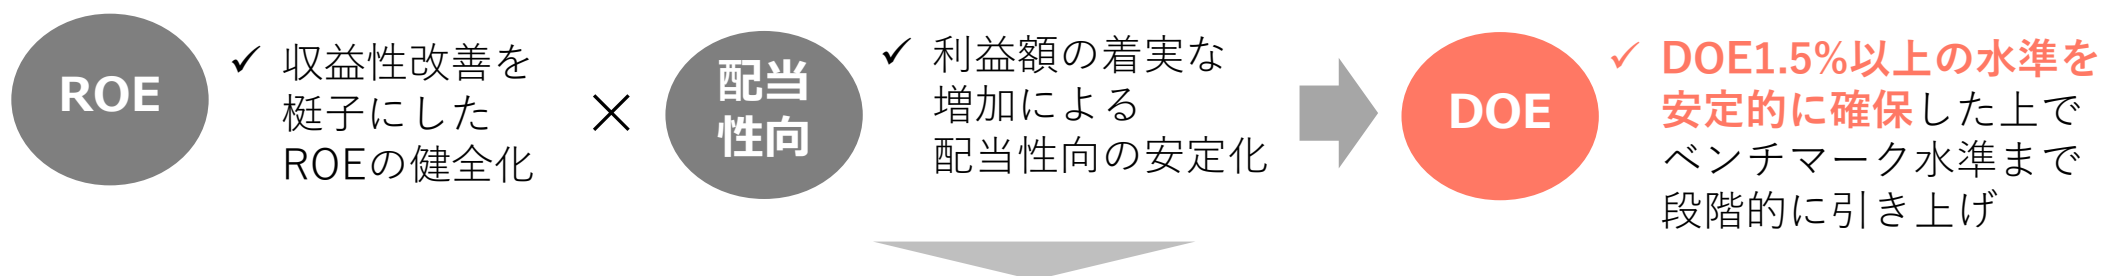 ROE
✓ 収益性改善を
梃子にした
ROEの健全化
×
配当
性向
✓ 利益額の着実な
増加による
配当性向の安定化
DOE
✓ DOE1.5%以上の水準を
安定的に確保した上で
ベンチマーク水準まで
段階的に引き上げ